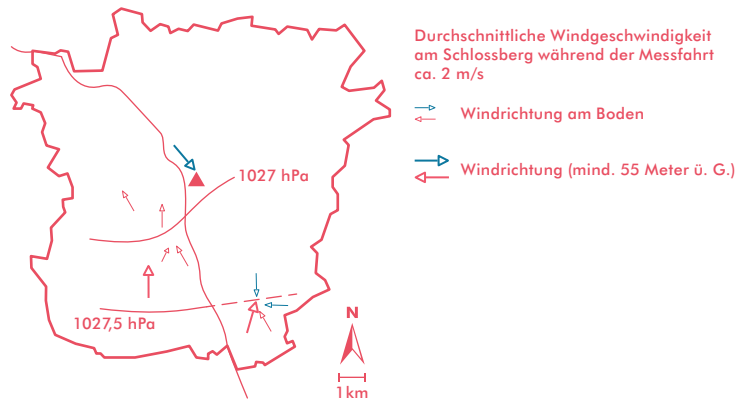 Durchschnittliche Windgeschwindigkeit
am Schlossberg während der Messfahrt
ca. 2 m/s
Windrichtung am Boden
Windrichtung (mind. 55 Meter ü. G.)
1027 hPa
1027,5 hPa
N
1 km